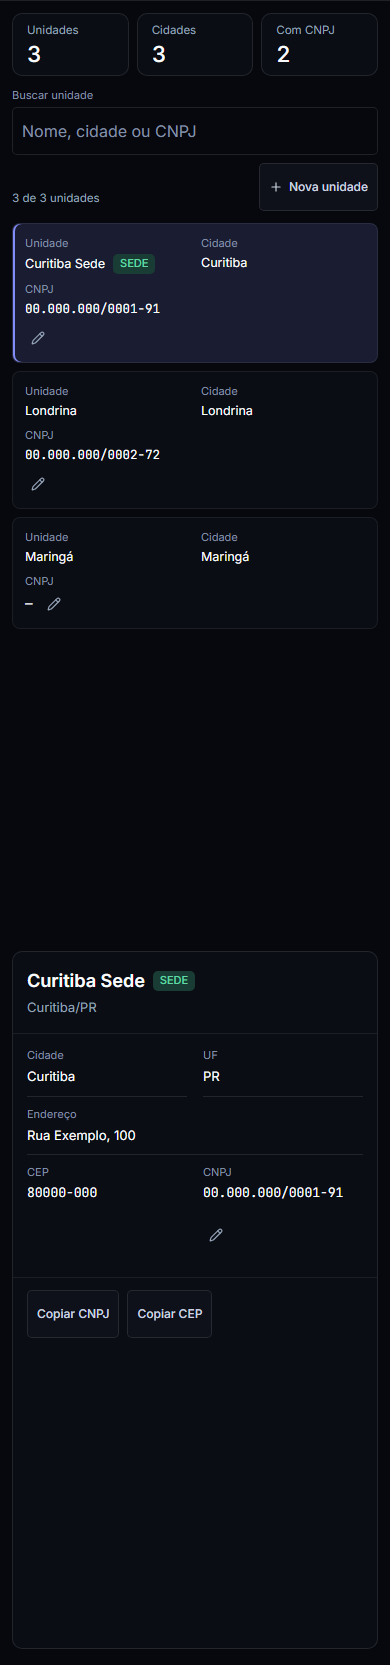 Unidades Cidades Com CNPJ
3 3 2
Buscar unidade
Nome, cidade ou CNPJ
3 de 3 unidades + Nova unidade
Unidade Cidade
Curitiba Sede SEDE Curitiba
CNPJ
00.000.000/0001-91
Unidade Cidade
Londrina Londrina
CNPJ
00.000.000/0002-72
Unidade Cidade
Maringá Maringá
CNPJ
—
Curitiba Sede SEDE
Curitiba/PR
Cidade UF
Curitiba PR
Endereço
Rua Exemplo, 100
CEP CNPJ
80000-000 00.000.000/0001-91
Copiar CNPJ Copiar CEP